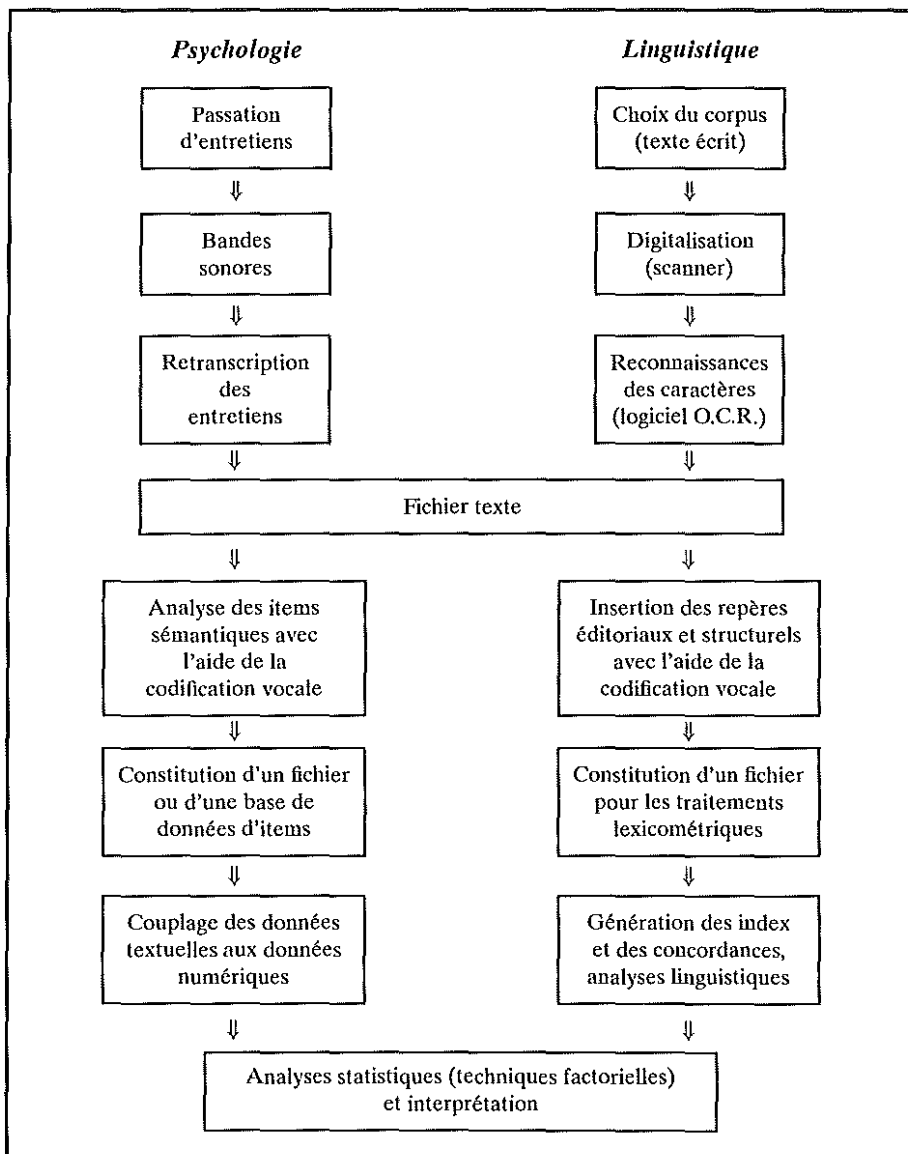 Psychologie
Linguistique
Passation
d'entretiens
Choix du corpus
(texte écrit)
⇓
⇓
Bandes
sonores
Digitalisation
(scanner)
⇓
⇓
Retranscription
des
entretiens
Reconnaissances
des caractères
(logiciel O.C.R.)
⇓
⇓
Fichier texte
⇓
⇓
Analyse des items
sémantiques avec
l'aide de la
codification vocale
Insertion des repères
éditoriaux et structurels
avec l'aide de la
codification vocale
⇓
⇓
Constitution d'un fichier
ou d'une base de
données d'items
Constitution d'un fichier
pour les traitements
lexicométriques
⇓
⇓
Couplage des données
textuelles aux données
numériques
Génération des index
et des concordances,
analyses linguistiques
⇓
⇓
Analyses statistiques (techniques factorielles)
et interprétation